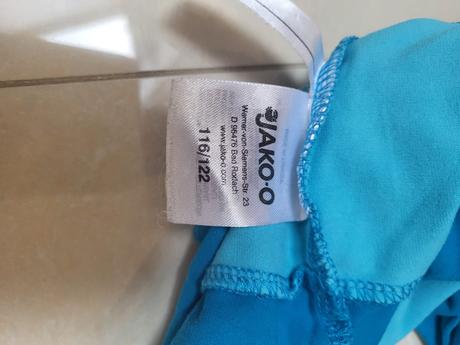 JAKO-O
Werner-von-Siemens-Str. 23
D 96476 Bad Rodach
www.jako-o.com
116/122